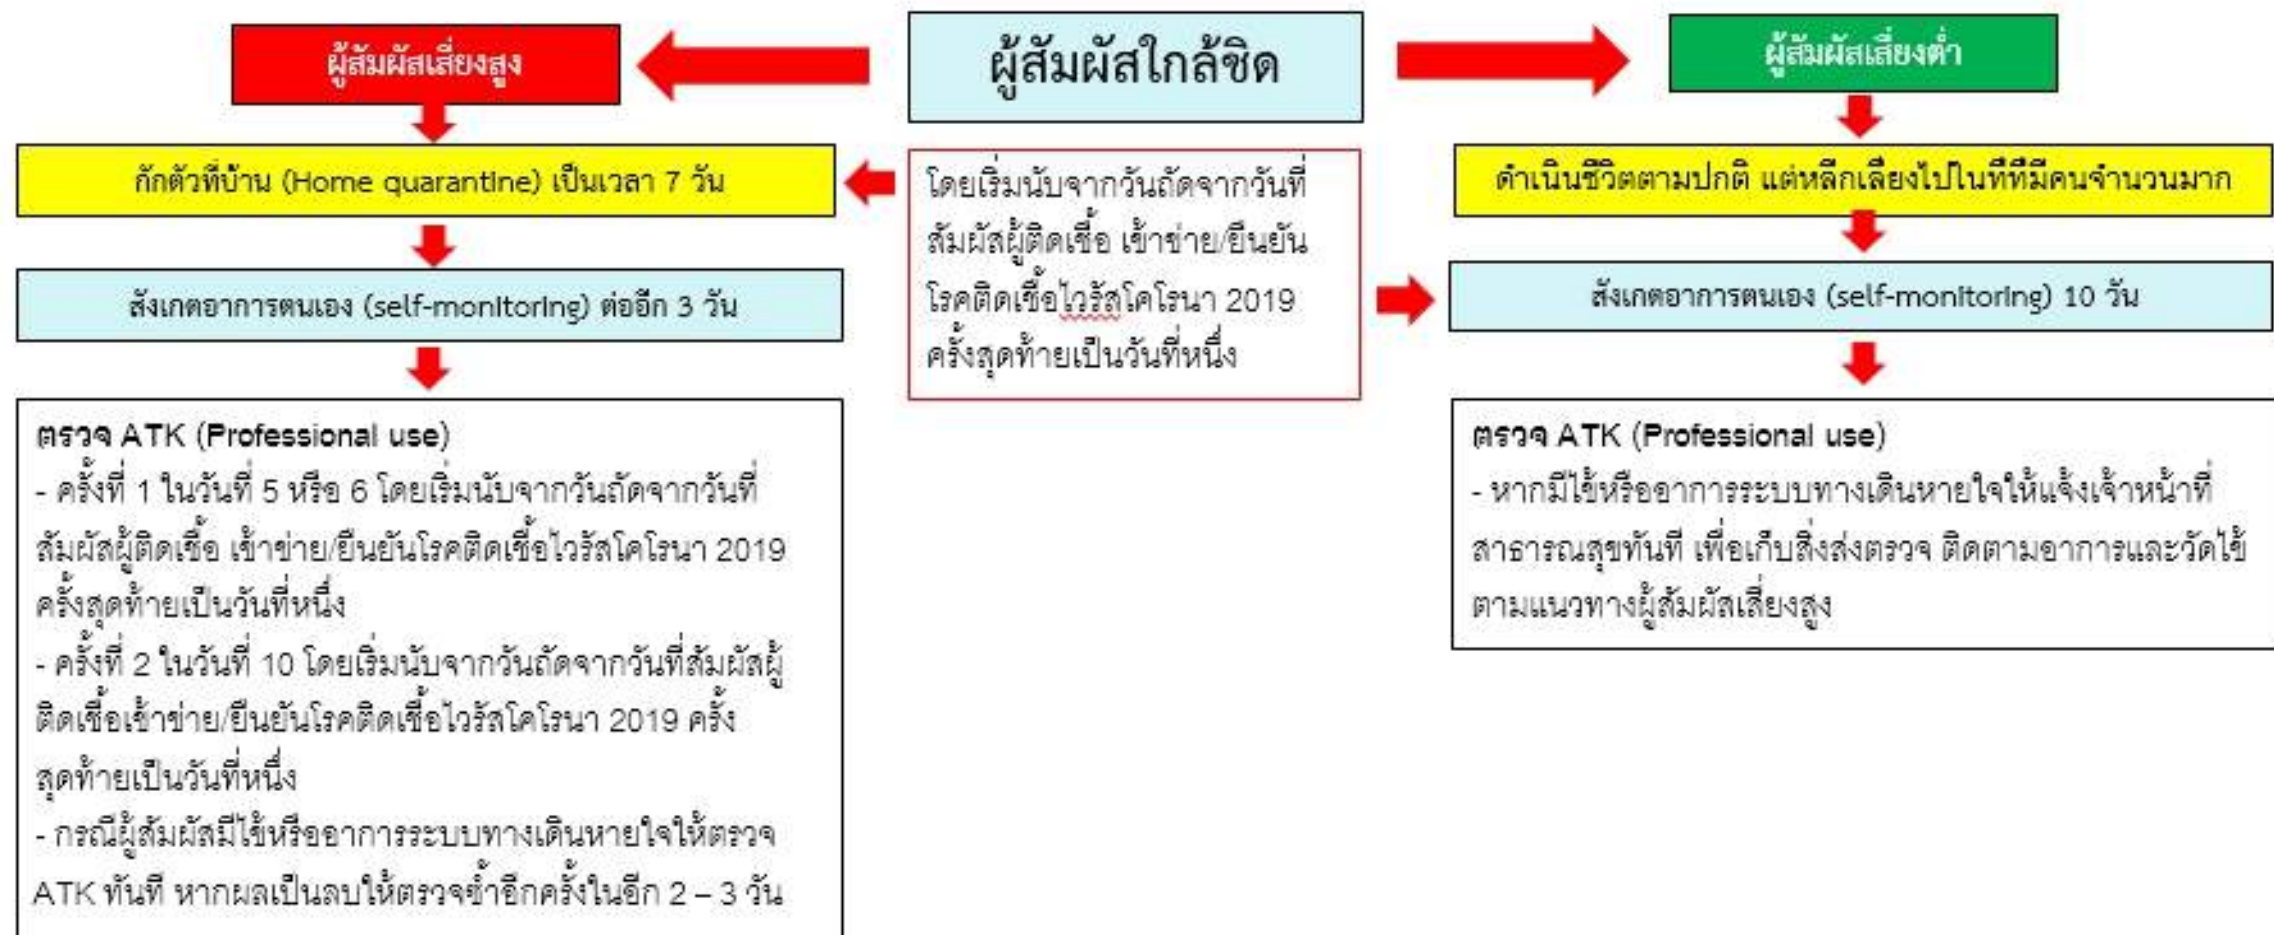 ผู้สัมผัสใกล้ชิด
ผู้สัมผัสเสี่ยงสูง
กักตัวที่บ้าน (Home quarantine) เป็นเวลา 7 วัน
สังเกตอาการตนเอง (self-monitoring) ต่ออีก 3 วัน
ตรวจ ATK (Professional use)
- ครั้งที่ 1 ในวันที่ 5 หรือ 6 โดยเริ่มนับจากวันถัดจากวันที่
สัมผัสผู้ติดเชื้อ เข้าข่าย/ยืนยันโรคติดเชื้อไวรัสโคโรนา 2019
ครั้งสุดท้ายเป็นวันที่หนึ่ง
- ครั้งที่ 2 ในวันที่ 10 โดยเริ่มนับจากวันถัดจากวันที่สัมผัสผู้
ติดเชื้อเข้าข่าย/ยืนยันโรคติดเชื้อไวรัสโคโรนา 2019 ครั้ง
สุดท้ายเป็นวันที่หนึ่ง
- กรณีผู้สัมผัสมีไข้หรืออาการระบบทางเดินหายใจให้ตรวจ
ATK ทันที หากผลเป็นลบให้ตรวจซ้ำอีกครั้งในอีก 2 – 3 วัน
โดยเริ่มนับจากวันถัดจากวันที่
สัมผัสผู้ติดเชื้อ เข้าข่าย/ยืนยัน
โรคติดเชื้อไวรัสโคโรนา 2019
ครั้งสุดท้ายเป็นวันที่หนึ่ง
ผู้สัมผัสเสี่ยงต่ำ
ดำเนินชีวิตตามปกติ แต่หลีกเลี่ยงไปในที่ที่มีคนจำนวนมาก
สังเกตอาการตนเอง (self-monitoring) 10 วัน
ตรวจ ATK (Professional use)
- หากมีไข้หรืออาการระบบทางเดินหายใจให้แจ้งเจ้าหน้าที่
สาธารณสุขทันที เพื่อเก็บสิ่งส่งตรวจ ติดตามอาการและวัดไข้
ตามแนวทางผู้สัมผัสเสี่ยงสูง